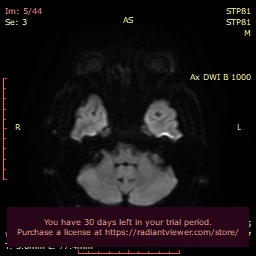 Im: 5/44
Se: 3
AS
STP81
STP81
M
Ax DWI B 1000
R
L
You have 30 days left in your trial period.
Purchase a license at https://radiantviewer.com/store/